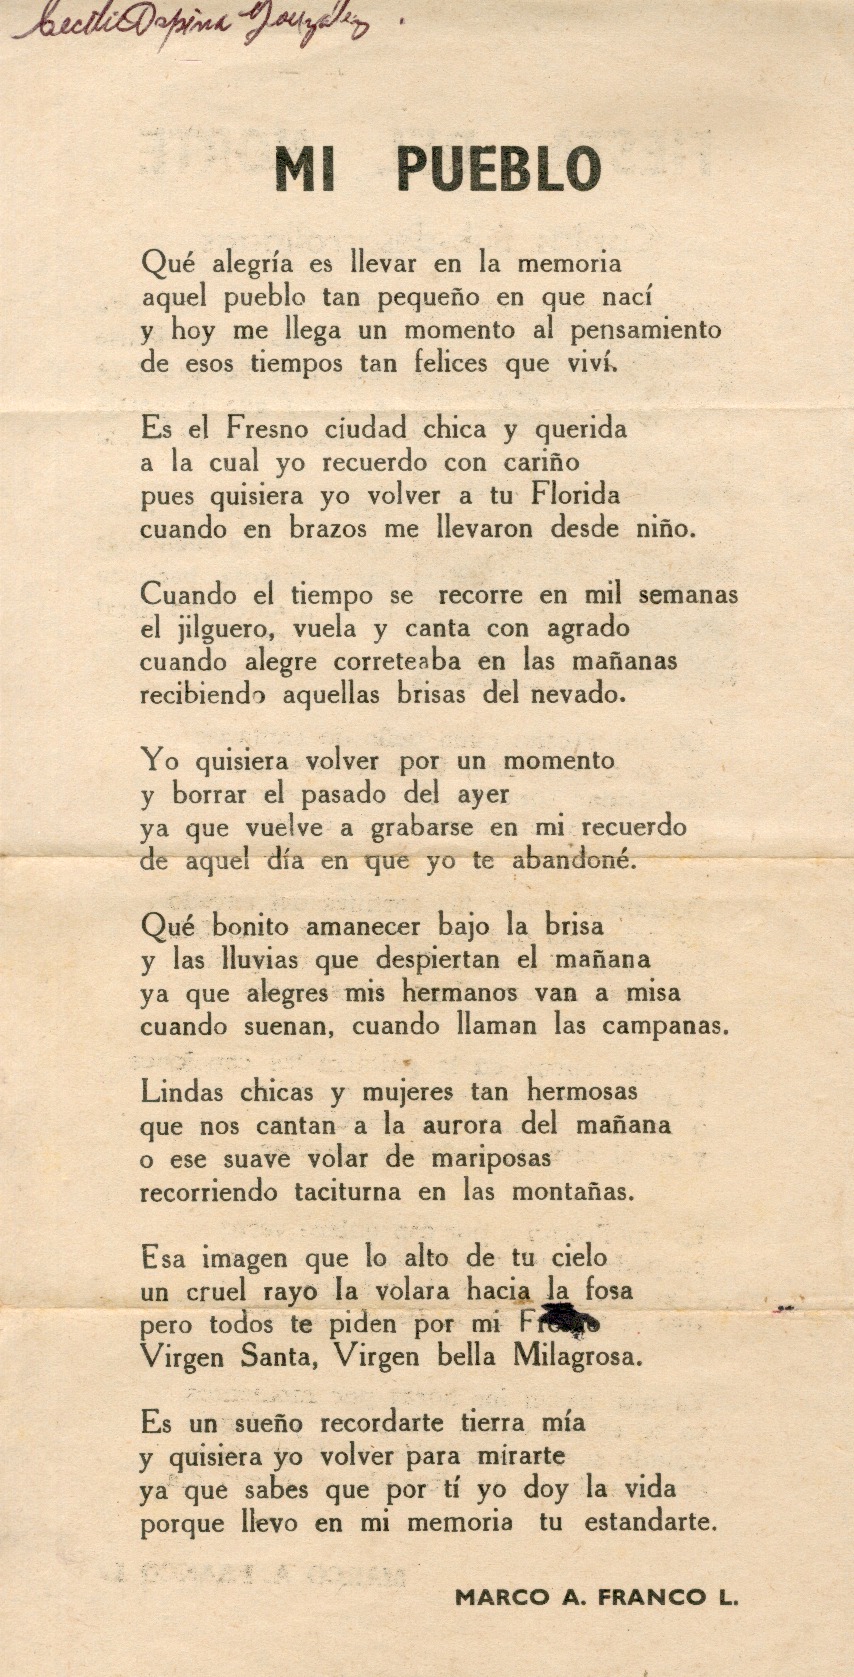 Cecili Ospina González.
MI PUEBLO
Qué alegría es llevar en la memoria
aquel pueblo tan pequeño en que nací
y hoy me llega un momento al pensamiento
de esos tiempos tan felices que viví.
Es el Fresno ciudad chica y querida
a la cual yo recuerdo con cariño
pues quisiera yo volver a tu Florida
cuando en brazos me llevaron desde niño.
Cuando el tiempo se recorre en mil semanas
el jilguero, vuela y canta con agrado
cuando alegre correteaba en las mañanas
recibiendo aquellas brisas del nevado.
Yo quisiera volver por un momento
y borrar el pasado del ayer
ya que vuelve a grabarse en mi recuerdo
de aquel día en que yo te abandoné.
Qué bonito amanecer bajo la brisa
y las lluvias que despiertan el mañana
ya que alegres mis hermanos van a misa
cuando suenan, cuando llaman las campanas.
Lindas chicas y mujeres tan hermosas
que nos cantan a la aurora del mañana
o ese suave volar de mariposas
recorriendo taciturna en las montañas.
Esa imagen que lo alto de tu cielo
un cruel rayo la volara hacia la fosa
pero todos te piden por mi
Virgen Santa, Virgen bella Milagrosa.
Es un sueño recordarte tierra mía
y quisiera yo volver para mirarte
ya que sabes que por tí yo doy la vida
porque llevo en mi memoria tu estandarte.
MARCO A. FRANCO L.